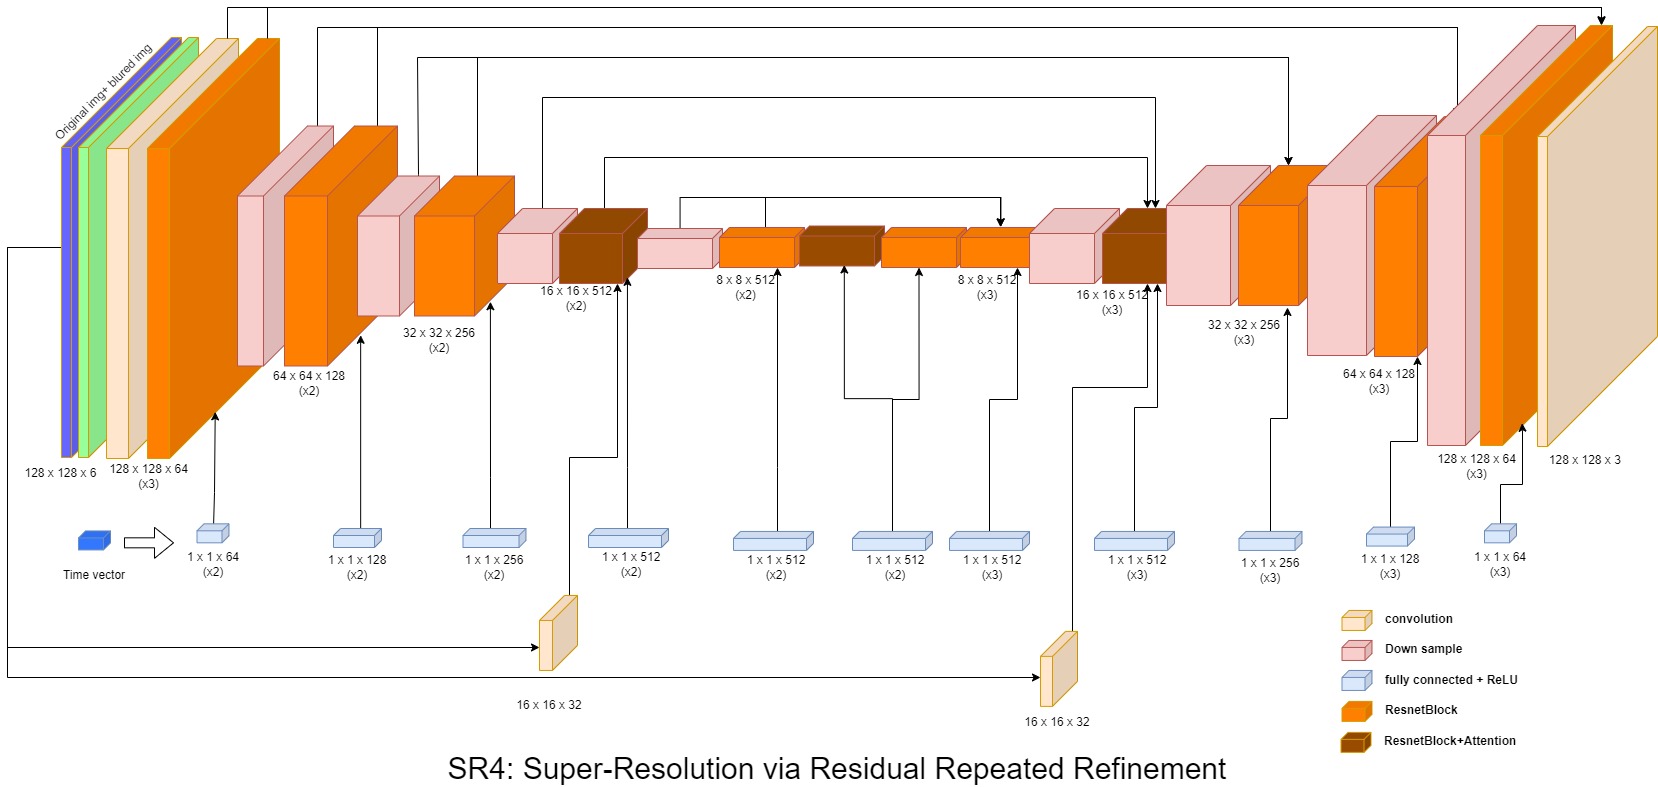 Original img+ blured img
128 x 128 x 6
128 x 128 x 64
(x3)
64 x 64 x 128
(x2)
32 x 32 x 256
(x2)
16 x 16 x 512
(x2)
8 x 8 x 512
(x2)
8 x 8 x 512
(x3)
16 x 16 x 512
(x3)
32 x 32 x 256
(x3)
64 x 64 x 128
(x3)
128 x 128 x 64
(x3)
128 x 128 x 3
Time vector
1 x 1 x 64
(x2)
1 x 1 x 128
(x2)
1 x 1 x 256
(x2)
1 x 1 x 512
(x2)
1 x 1 x 512
(x2)
1 x 1 x 512
(x2)
1 x 1 x 512
(x3)
1 x 1 x 512
(x3)
1 x 1 x 256
(x3)
1 x 1 x 128
(x3)
1 x 1 x 64
(x3)
16 x 16 x 32
16 x 16 x 32
convolution
Down sample
fully connected + ReLU
ResnetBlock
ResnetBlock+Attention
SR4: Super-Resolution via Residual Repeated Refinement